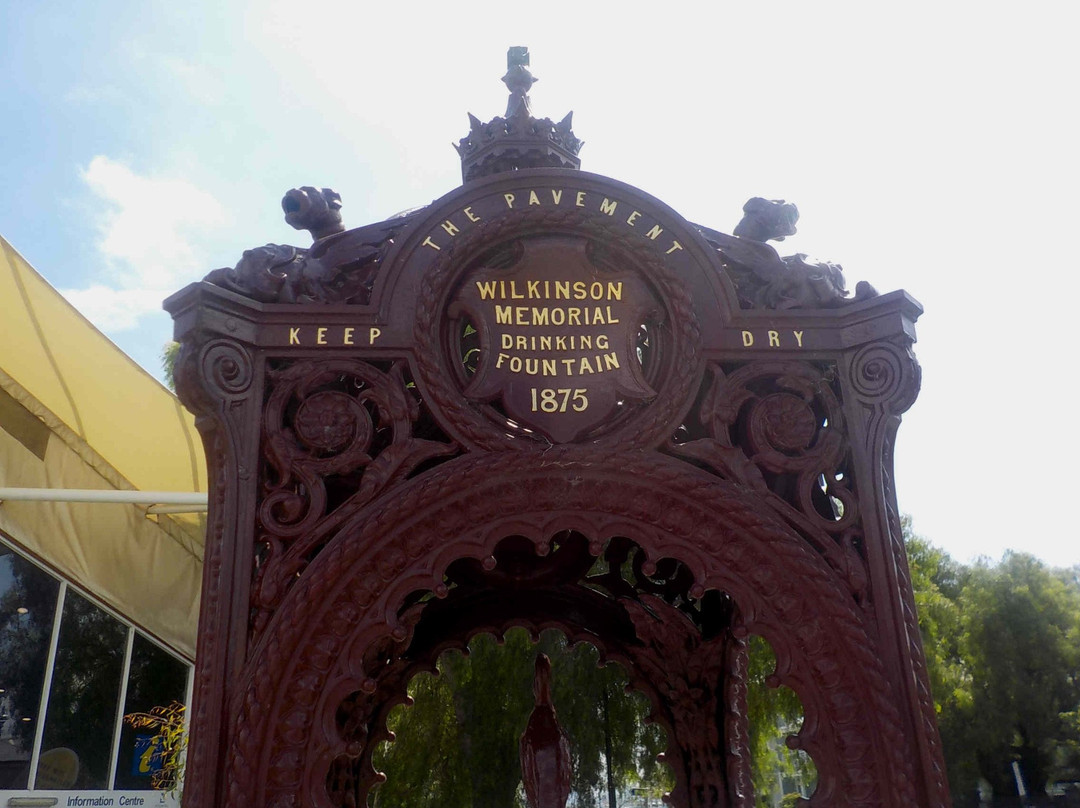 THE PAVEMENT
WILKINSON
MEMORIAL
DRINKING
FOUNTAIN
1875
KEEP DRY
Information Centre